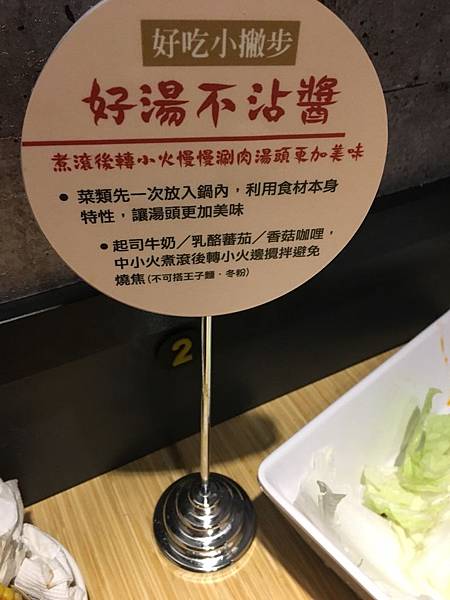 好吃小撇步
好湯不沾醬
煮滾後轉小火慢慢涮肉湯頭更加美味
• 菜類先一次放入鍋內，利用食材本身
特性，讓湯頭更加美味
• 起司牛奶／乳酪蕃茄／香菇咖哩，
中小火煮滾後轉小火邊攪拌避免
燒焦(不可搭王子麵．冬粉)
2